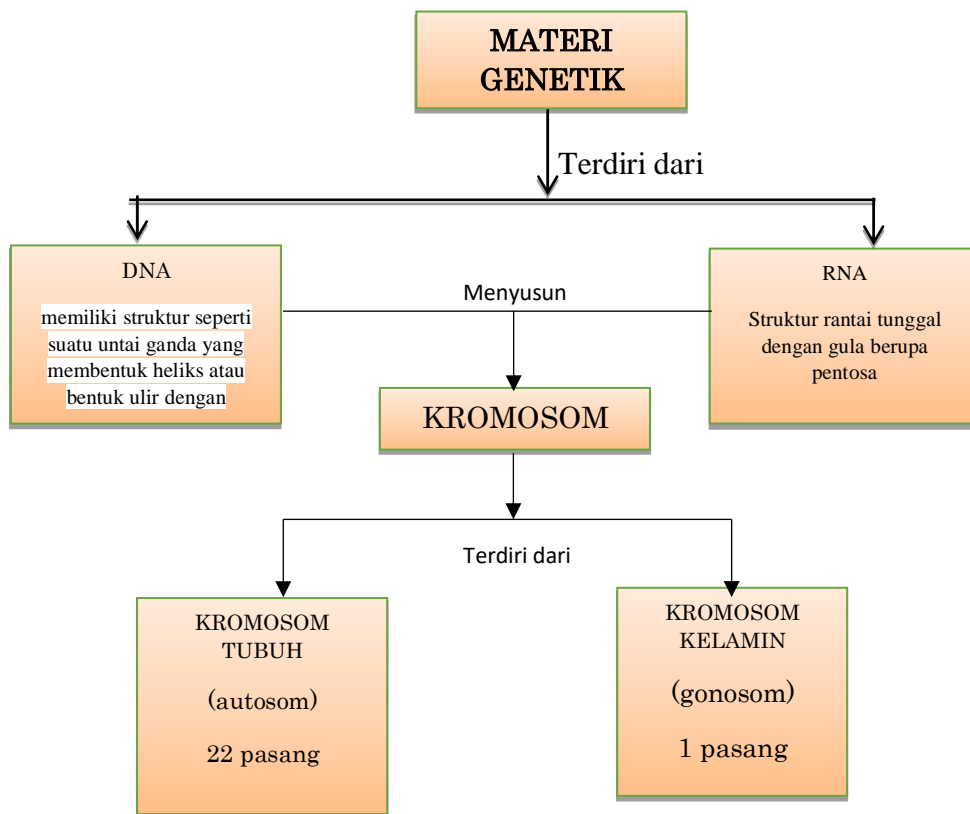 MATERI
GENETIK
Terdiri dari
DNA
memiliki struktur seperti
suatu untai ganda yang
membentuk heliks atau
bentuk ulir dengan
Menyusun
RNA
Struktur rantai tunggal
dengan gula berupa
pentosa
KROMOSOM
Terdiri dari
KROMOSOM
TUBUH
(autosom)
22 pasang
KROMOSOM
KELAMIN
(gonosom)
1 pasang